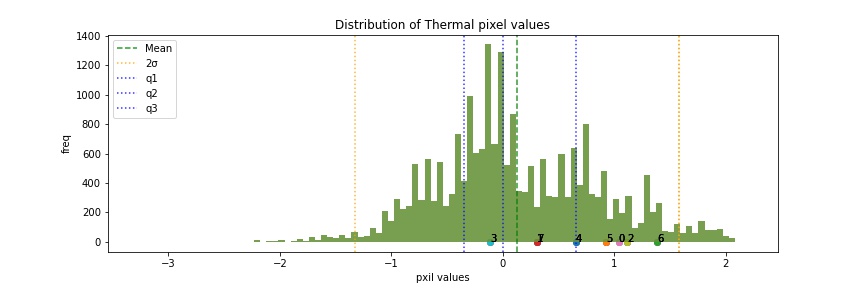 Distribution of Thermal pixel values
Mean
2σ
q1
q2
q3
freq
1400
1200
1000
800
600
400
200
0
3 4 5 0 2 6
−3 −2 −1 0 1 2
pxil values